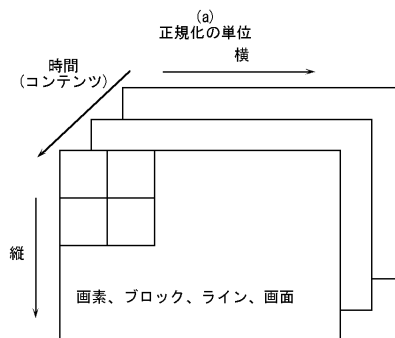 (a)
正規化の単位
横
時間
(コンテンツ)
縦
画素、ブロック、ライン、画面